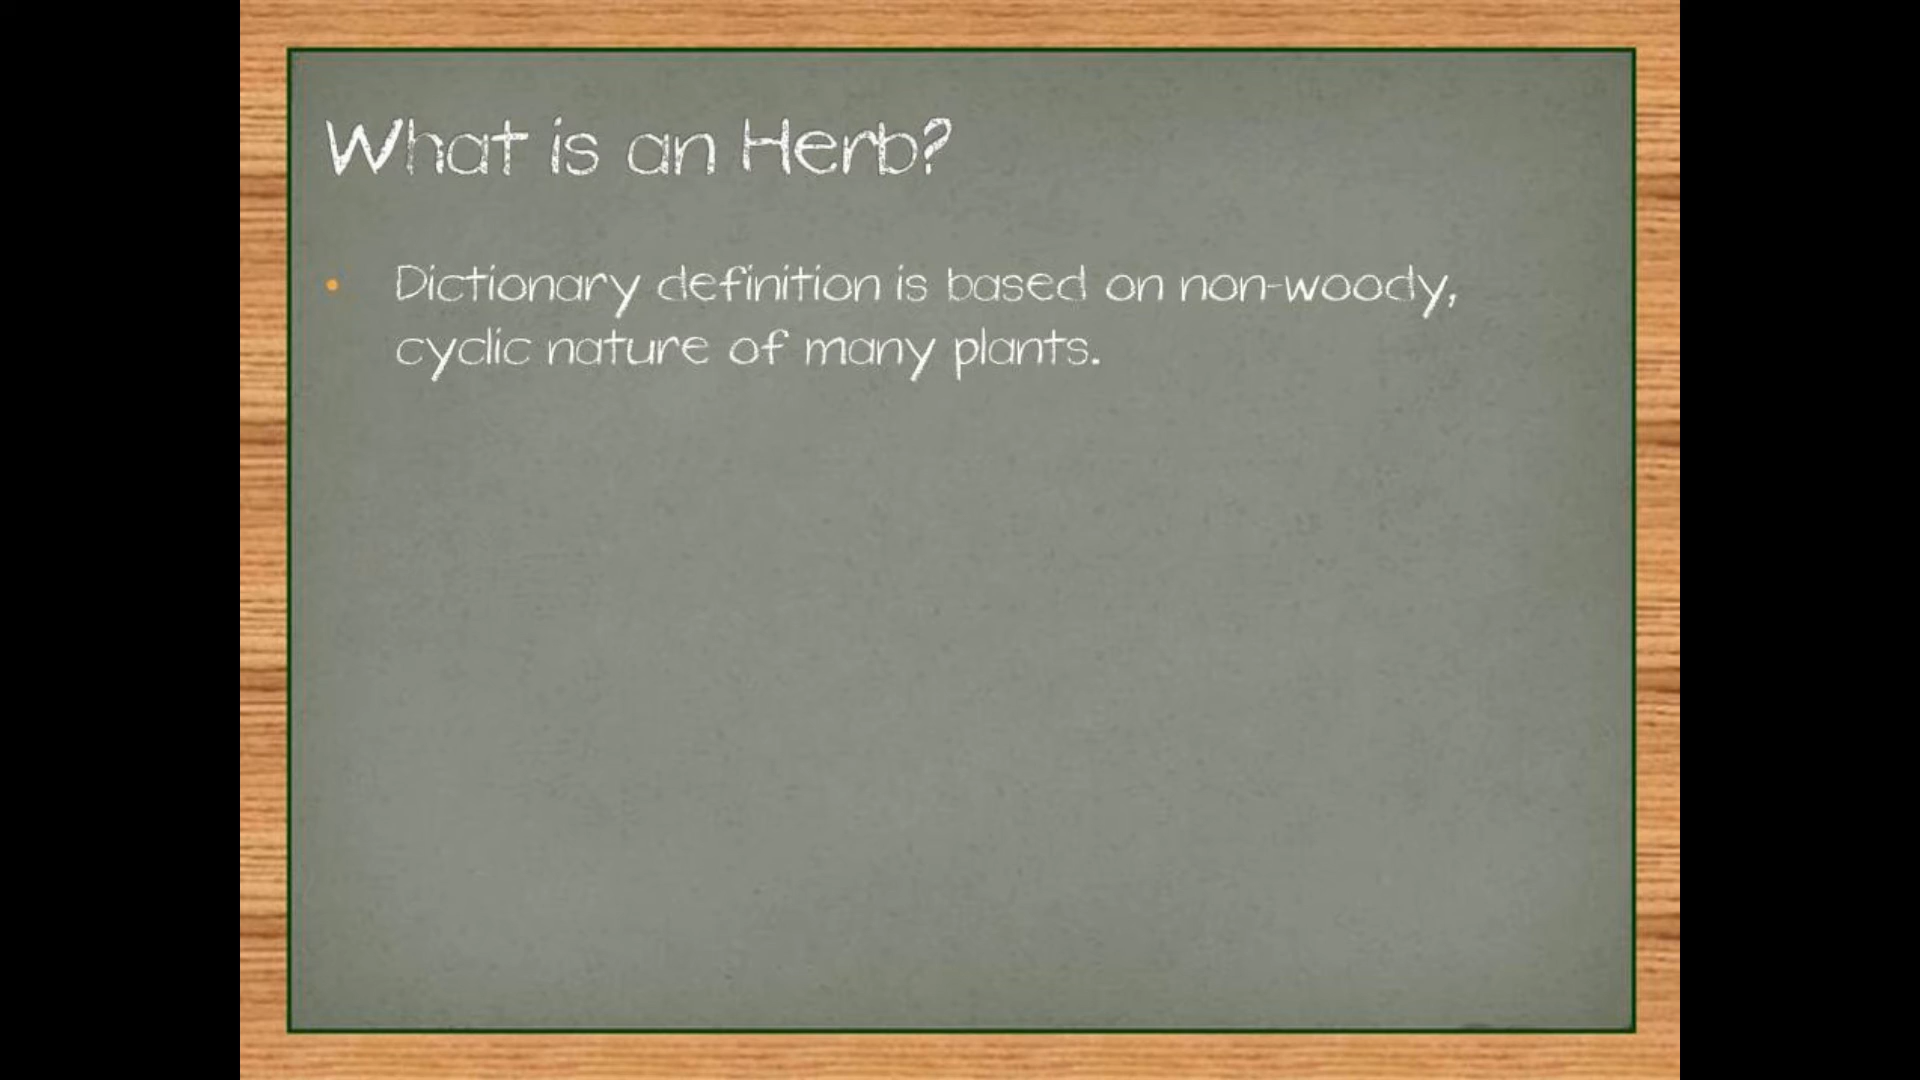 What is an Herb?
• Dictionary definition is based on non-woody,
cyclic nature of many plants.